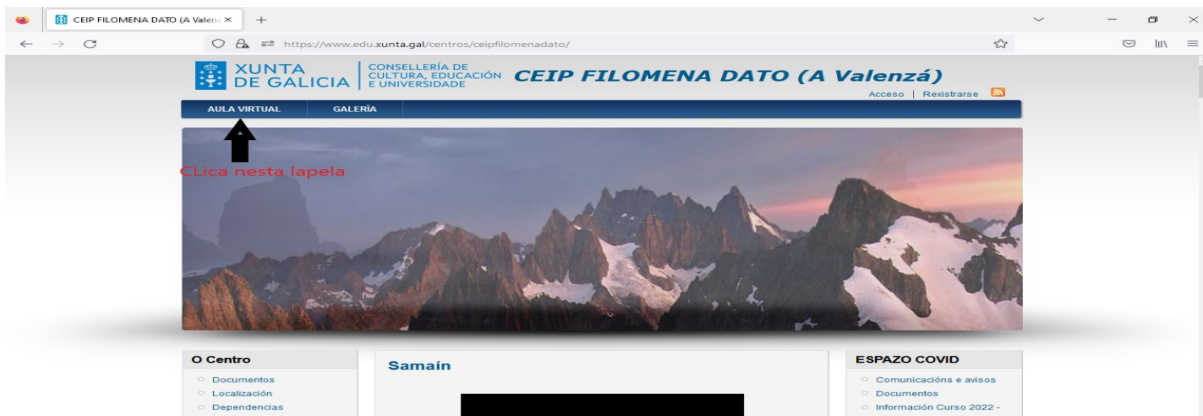 CEIP FILOMENA DATO (A Valenz
https://www.edu.xunta.gal/centros/ceipfilomenadato/
XUNTA
DE GALICIA
CONSELLERÍA DE
CULTURA, EDUCACIÓN
E UNIVERSIDADE
CEIP FILOMENA DATO (A Valenzá)
Acceso | Rexistrarse
AULA VIRTUAL GALERÍA
CLica nesta lapela
O Centro
Documentos
Localización
Dependencias
Samaín
ESPAZO COVID
Comunicacións e avisos
Documentos
Información Curso 2022 -